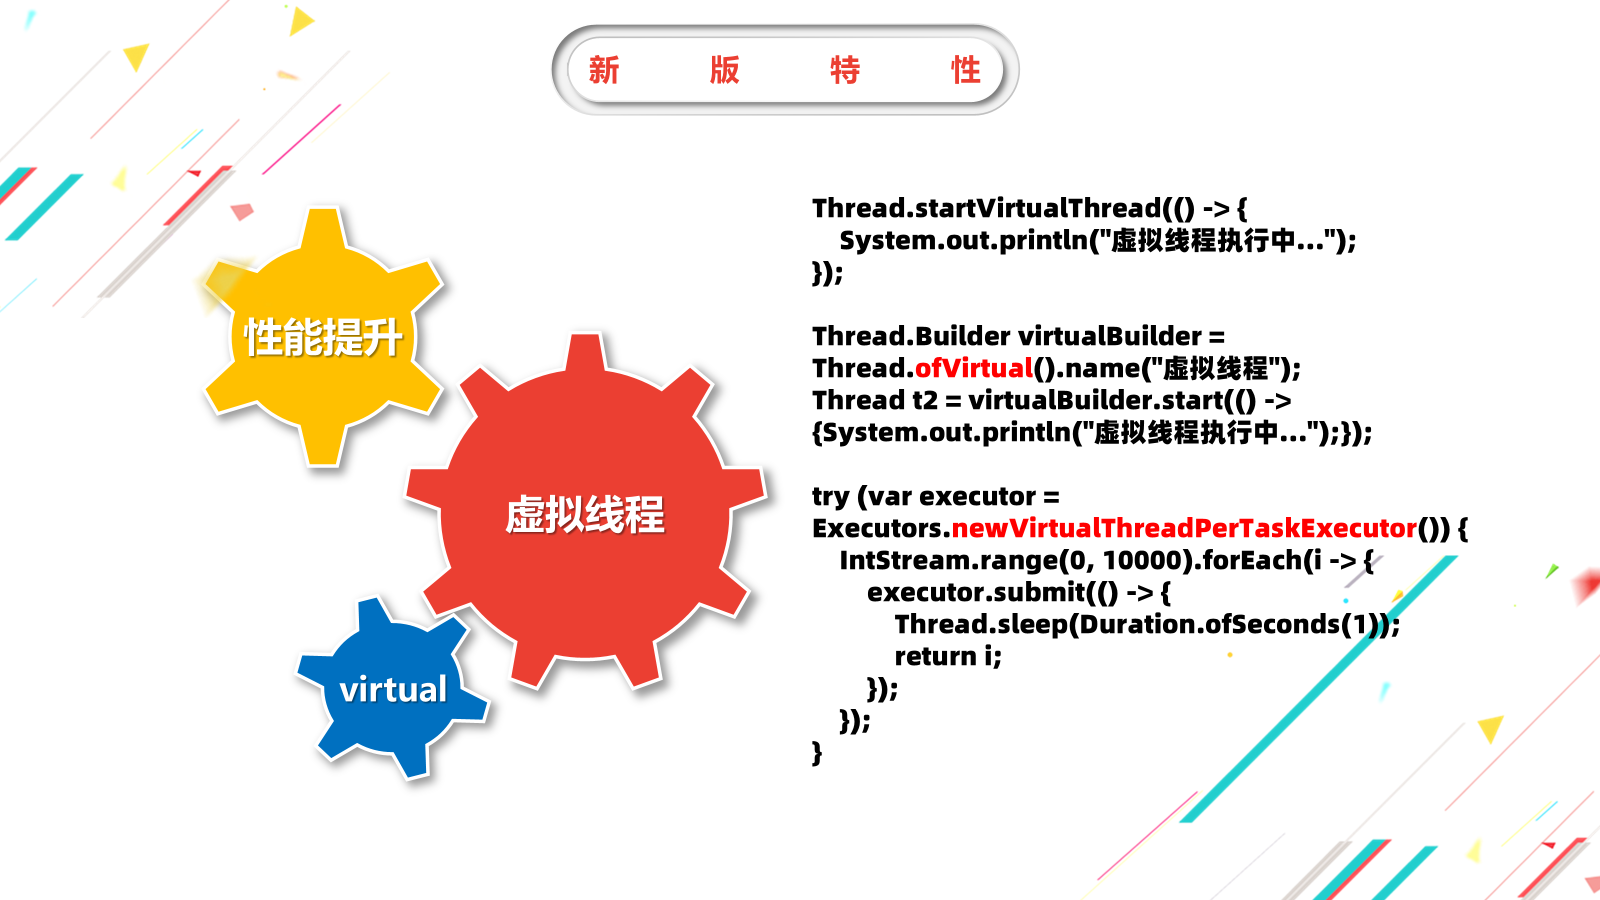 新版特性
性能提升
虚拟线程
virtual
Thread.startVirtualThread(() -> {
    System.out.println("虚拟线程执行中...");
});

Thread.Builder virtualBuilder =
Thread.ofVirtual().name("虚拟线程");
Thread t2 = virtualBuilder.start(() ->
{System.out.println("虚拟线程执行中...");});

try (var executor =
Executors.newVirtualThreadPerTaskExecutor()) {
    IntStream.range(0, 10000).forEach(i -> {
        executor.submit(() -> {
            Thread.sleep(Duration.ofSeconds(1));
            return i;
        });
    });
}